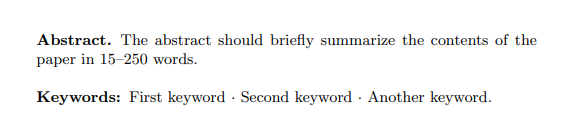 Abstract. The abstract should briefly summarize the contents of the
paper in 15–250 words.
Keywords: First keyword · Second keyword · Another keyword.